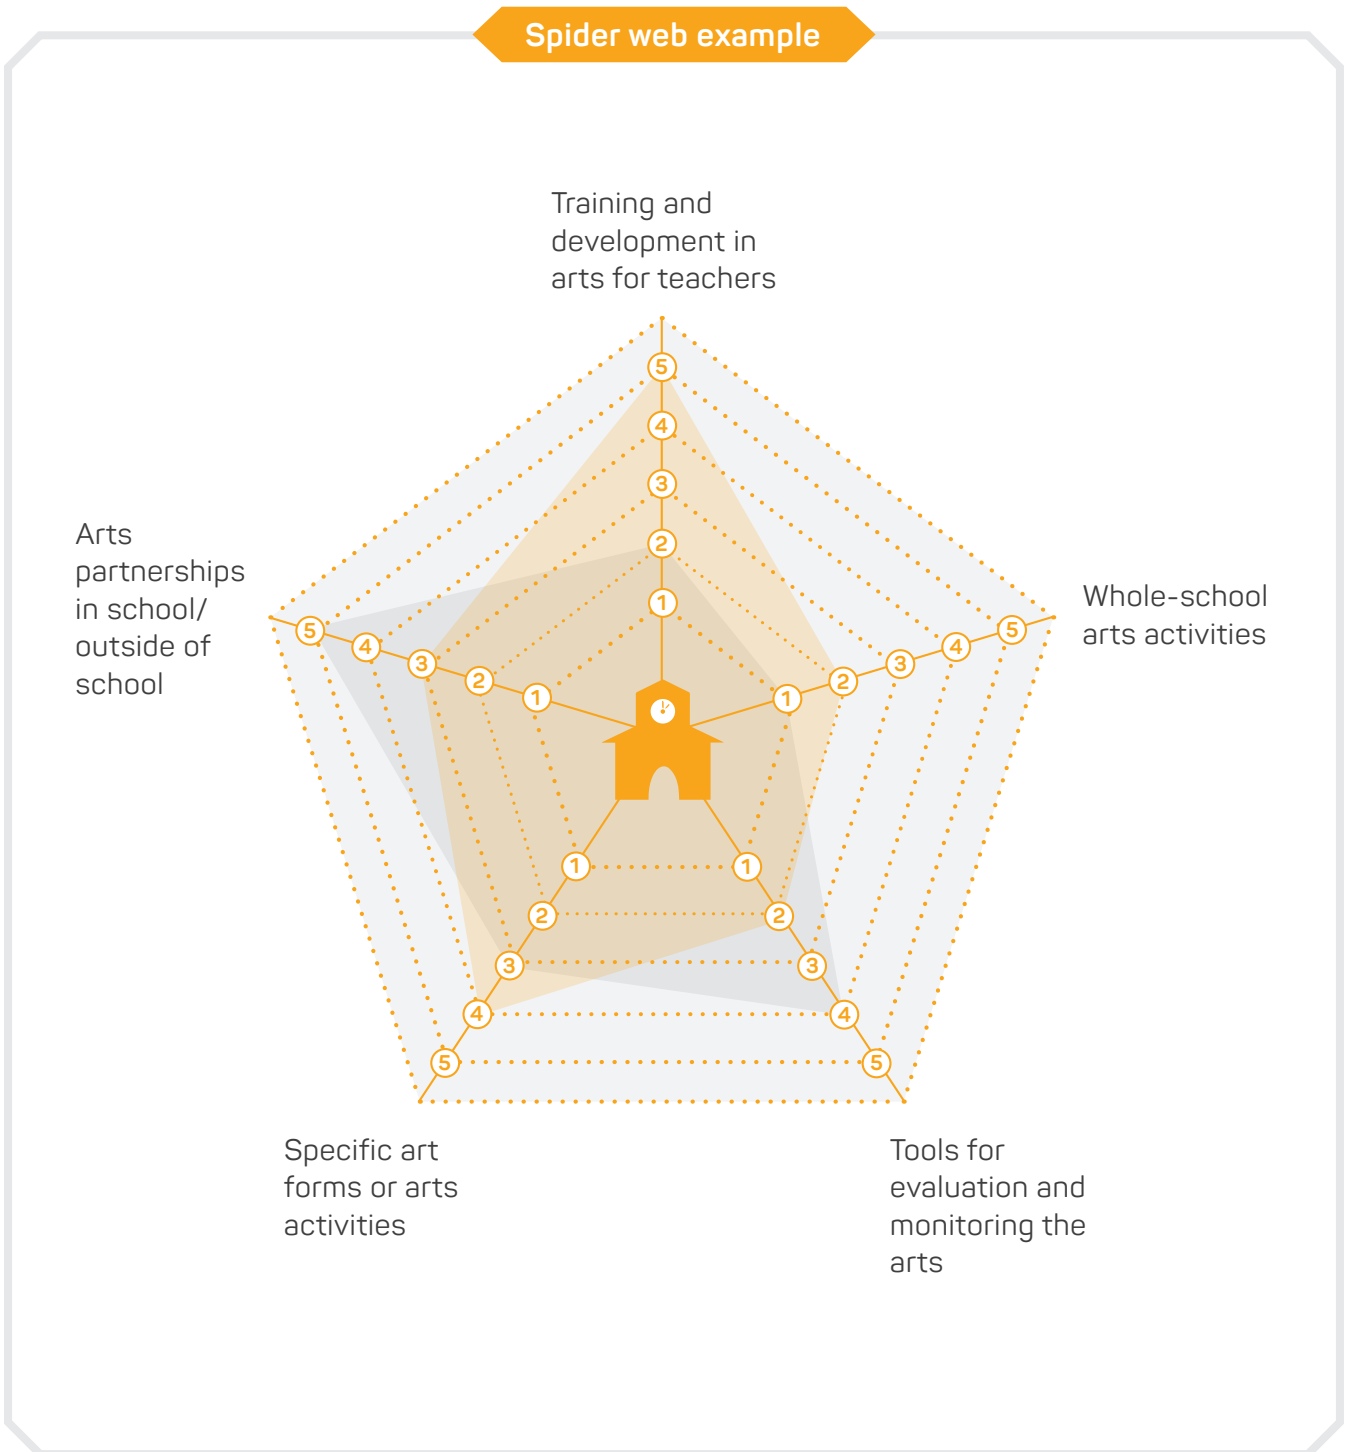 Spider web example
Training and
development in
arts for teachers
5
4
3
2
1
Arts
partnerships
in school/
outside of
school
5
4
3
2
1
Whole-school
arts activities
1
2
3
4
5
1
2
3
4
5
1
2
3
4
5
Specific art
forms or arts
activities
Tools for
evaluation and
monitoring the
arts